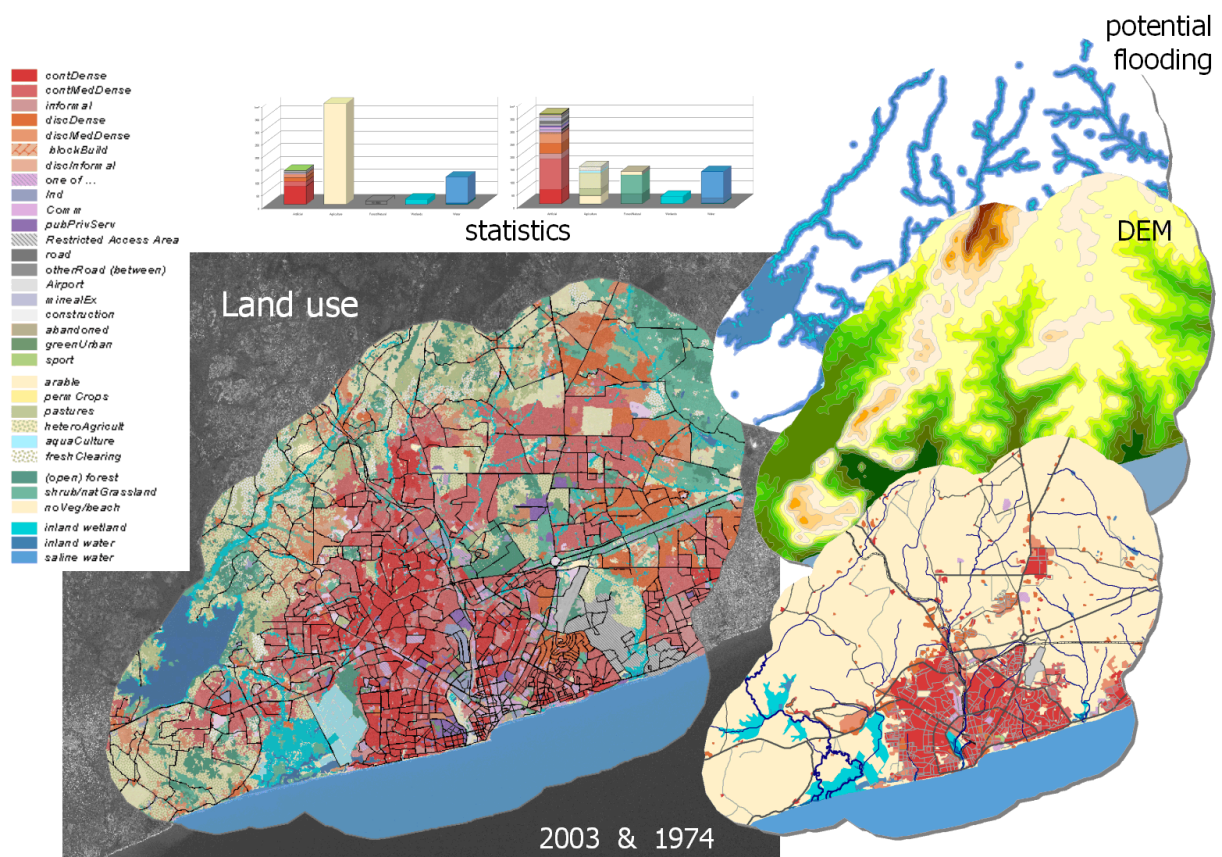 potential
flooding
contDense
contMedDense
informal
discDense
discMedDense
blockBuild
discInformal
one of ...
Ind
Comm
pubPrivServ
Restricted Access Area
road
otherRoad (between)
Airport
minealEx
construction
abandoned
greenUrban
sport
arable
perm Crops
pastures
heteroAgricult
aquaCulture
freshClearing
(open) forest
shrub/natGrassland
noVeg/beach
inland wetland
inland water
saline water
statistics
DEM
Land use
2003 & 1974